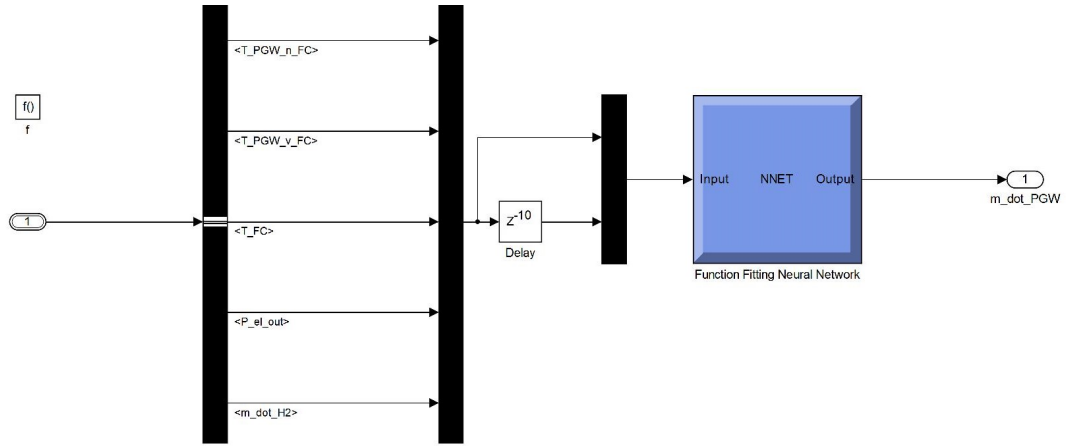 <T_PGW_n_FC>
f()
f
<T_PGW_v_FC>
1
<T_FC>
<P_el_out>
<m_dot_H2>
Z-10
Delay
Input NNET Output
Function Fitting Neural Network
1
m_dot_PGW